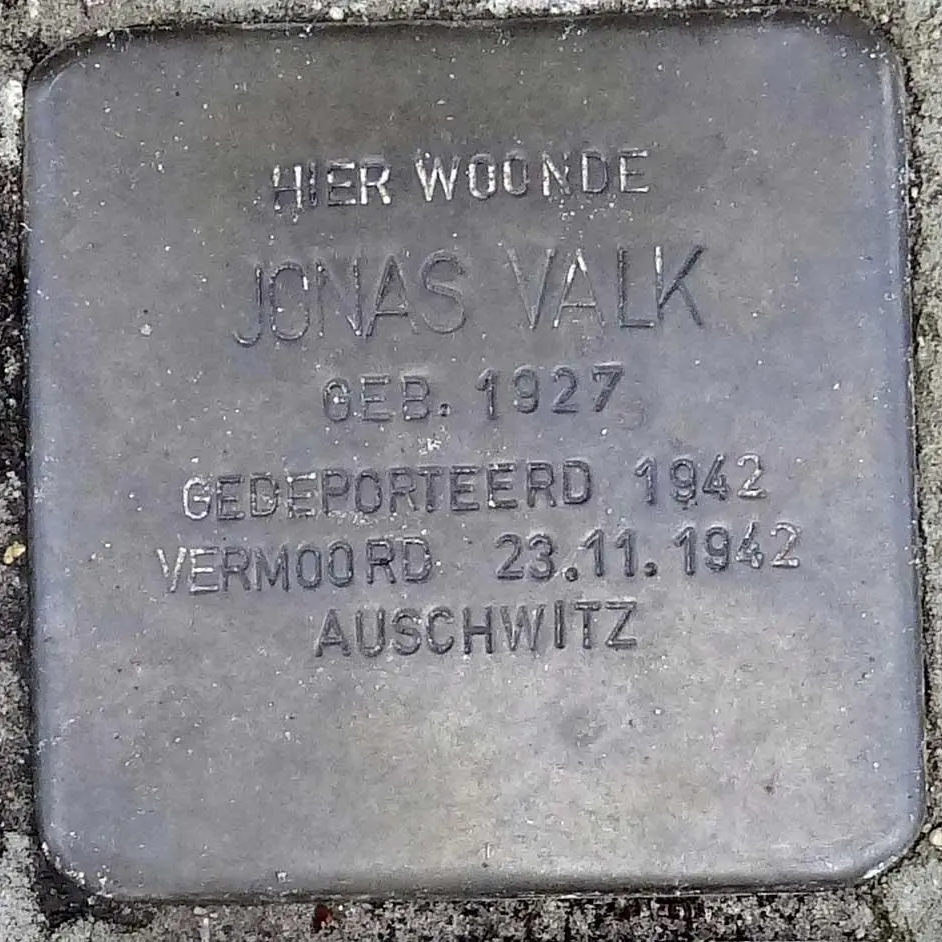 HIER WOONDE
JONAS VALK
GEB. 1927
GEDEPORTEERD 1942
VERMOORD 23.11.1942
AUSCHWITZ